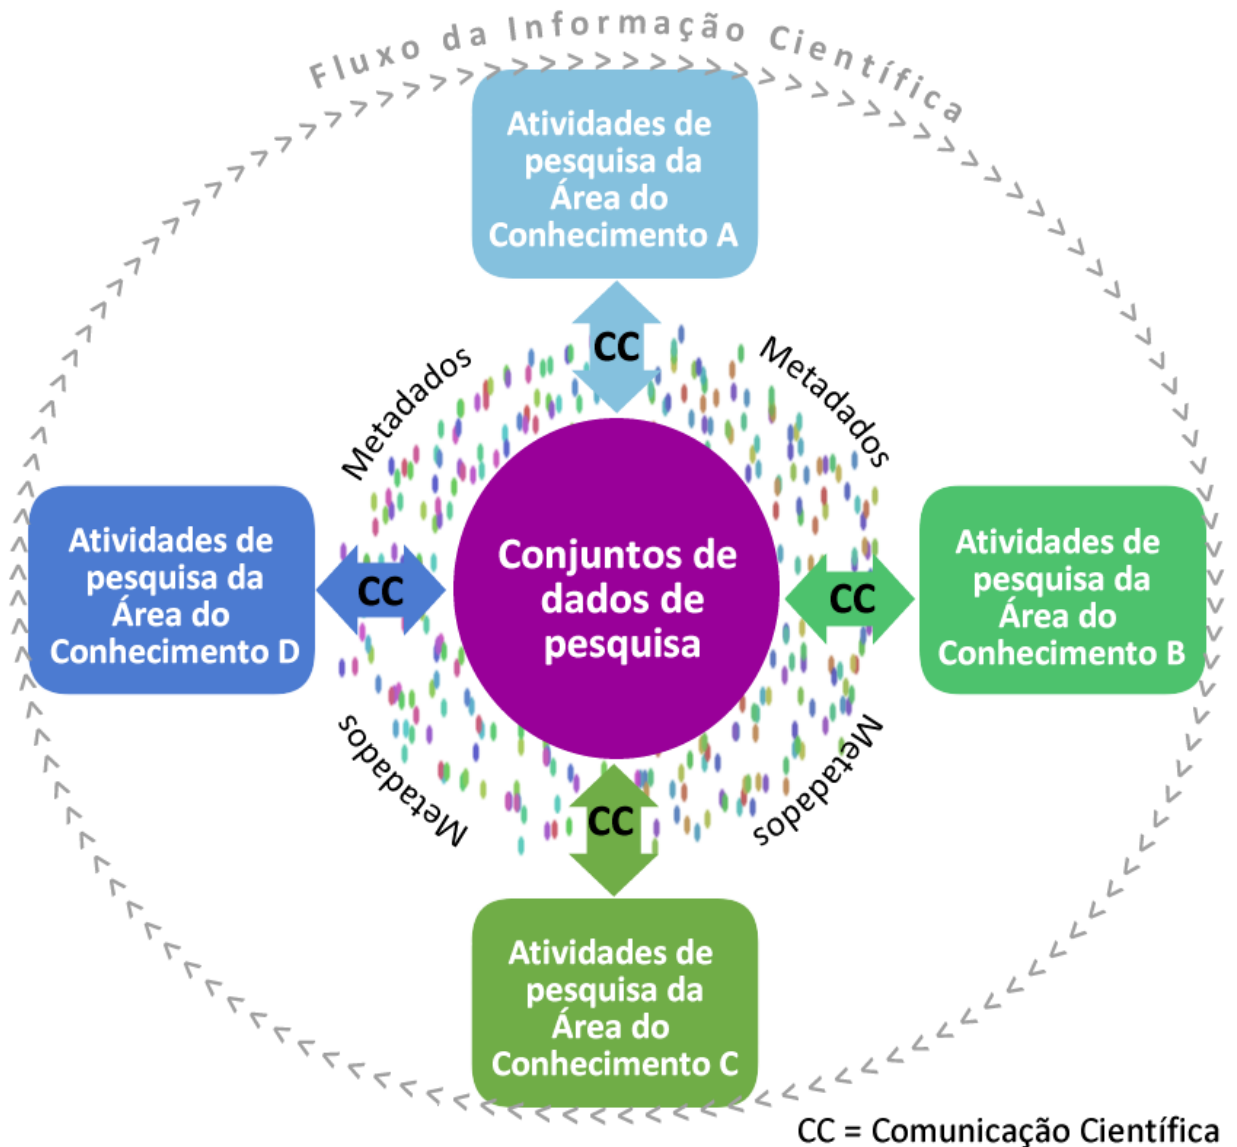 Fluxo da Informação Científica
Atividades de
pesquisa da
Área do
Conhecimento A
CC
Metadados
Metadados
Atividades de
pesquisa da
Área do
Conhecimento D
CC
Conjuntos de
dados de
pesquisa
CC
Atividades de
pesquisa da
Área do
Conhecimento B
Metadados
Metadados
CC
Atividades de
pesquisa da
Área do
Conhecimento C
CC = Comunicação Científica